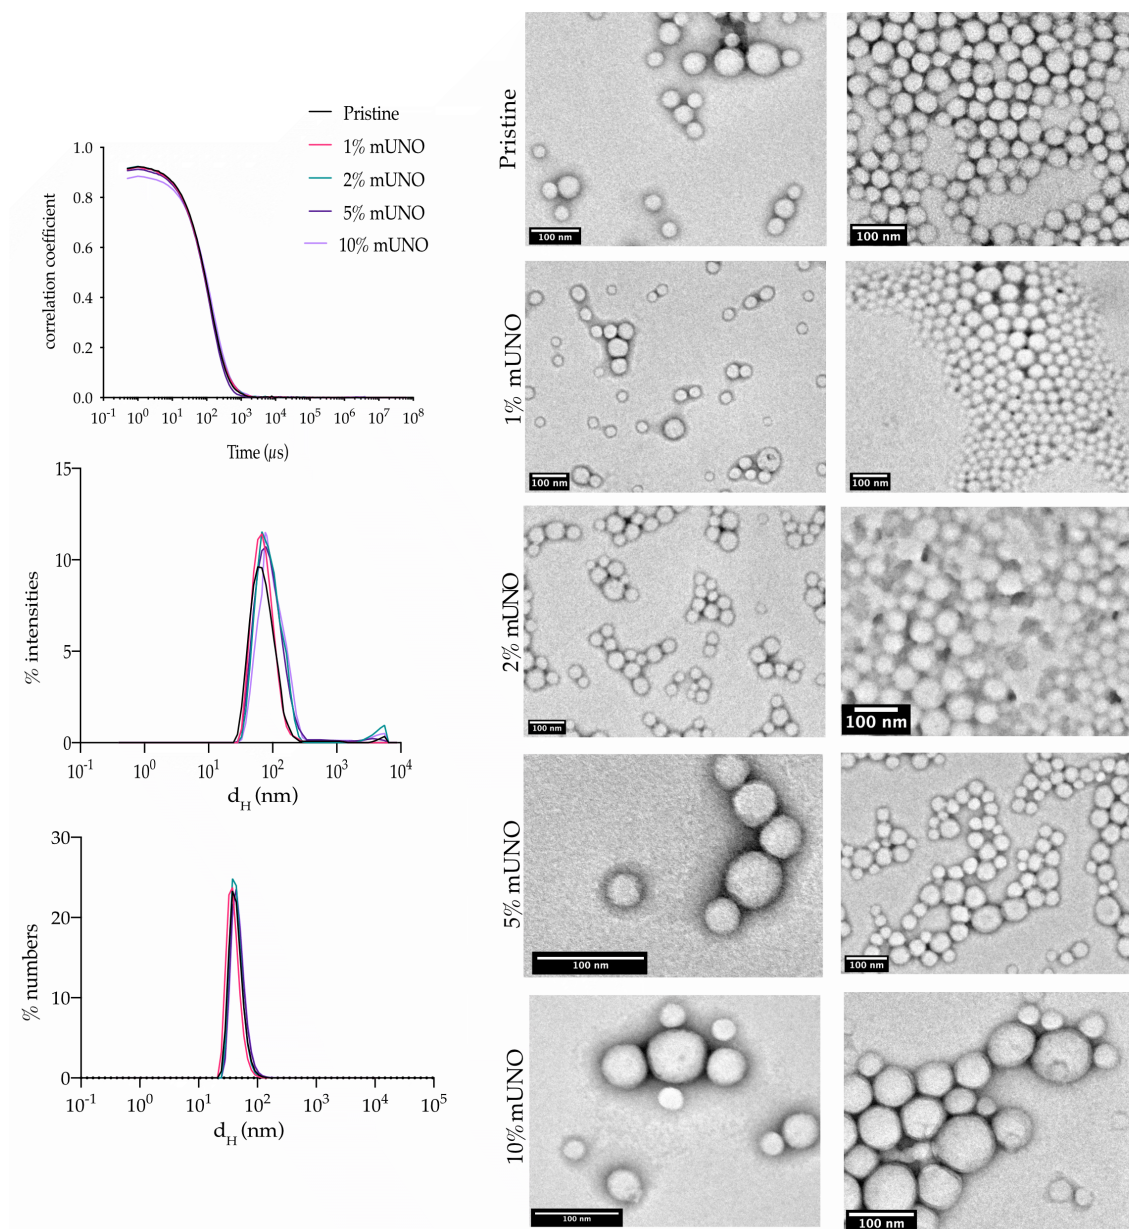 Pristine
1% mUNO
2% mUNO
5% mUNO
10% mUNO
correlation coefficient
1.0
0.8
0.6
0.4
0.2
0.0
10⁻¹ 10⁰ 10¹ 10² 10³ 10⁴ 10⁵ 10⁶ 10⁷ 10⁸
Time (µs)
% intensities
15
10
5
0
10⁻¹ 10⁰ 10¹ 10² 10³ 10⁴
d_H (nm)
% numbers
30
20
10
0
10⁻¹ 10⁰ 10¹ 10² 10³ 10⁴ 10⁵
d_H (nm)
Pristine
100 nm
100 nm
1% mUNO
100 nm
100 nm
2% mUNO
100 nm
100 nm
5% mUNO
100 nm
100 nm
10% mUNO
100 nm
100 nm